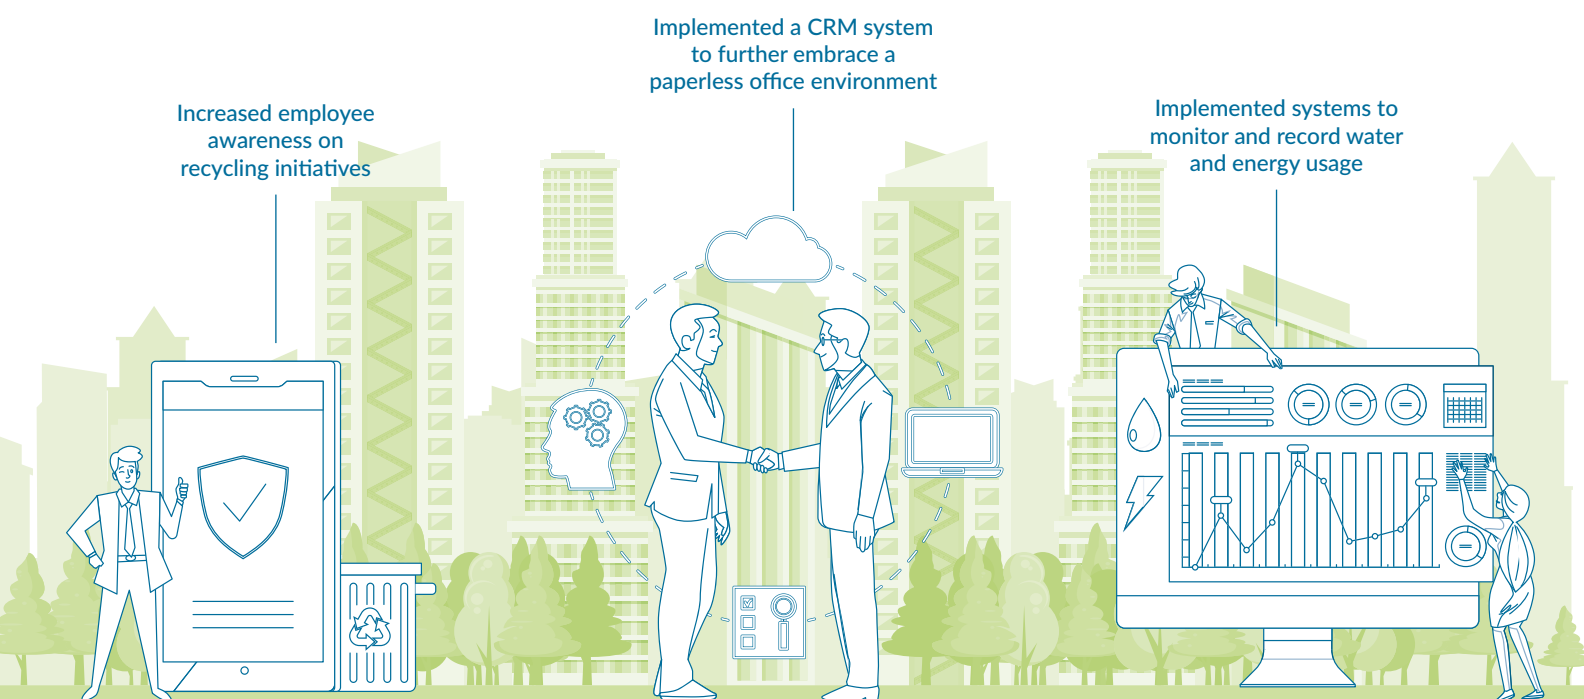 Implemented a CRM system
to further embrace a
paperless office environment
Increased employee
awareness on
recycling initiatives
Implemented systems to
monitor and record water
and energy usage